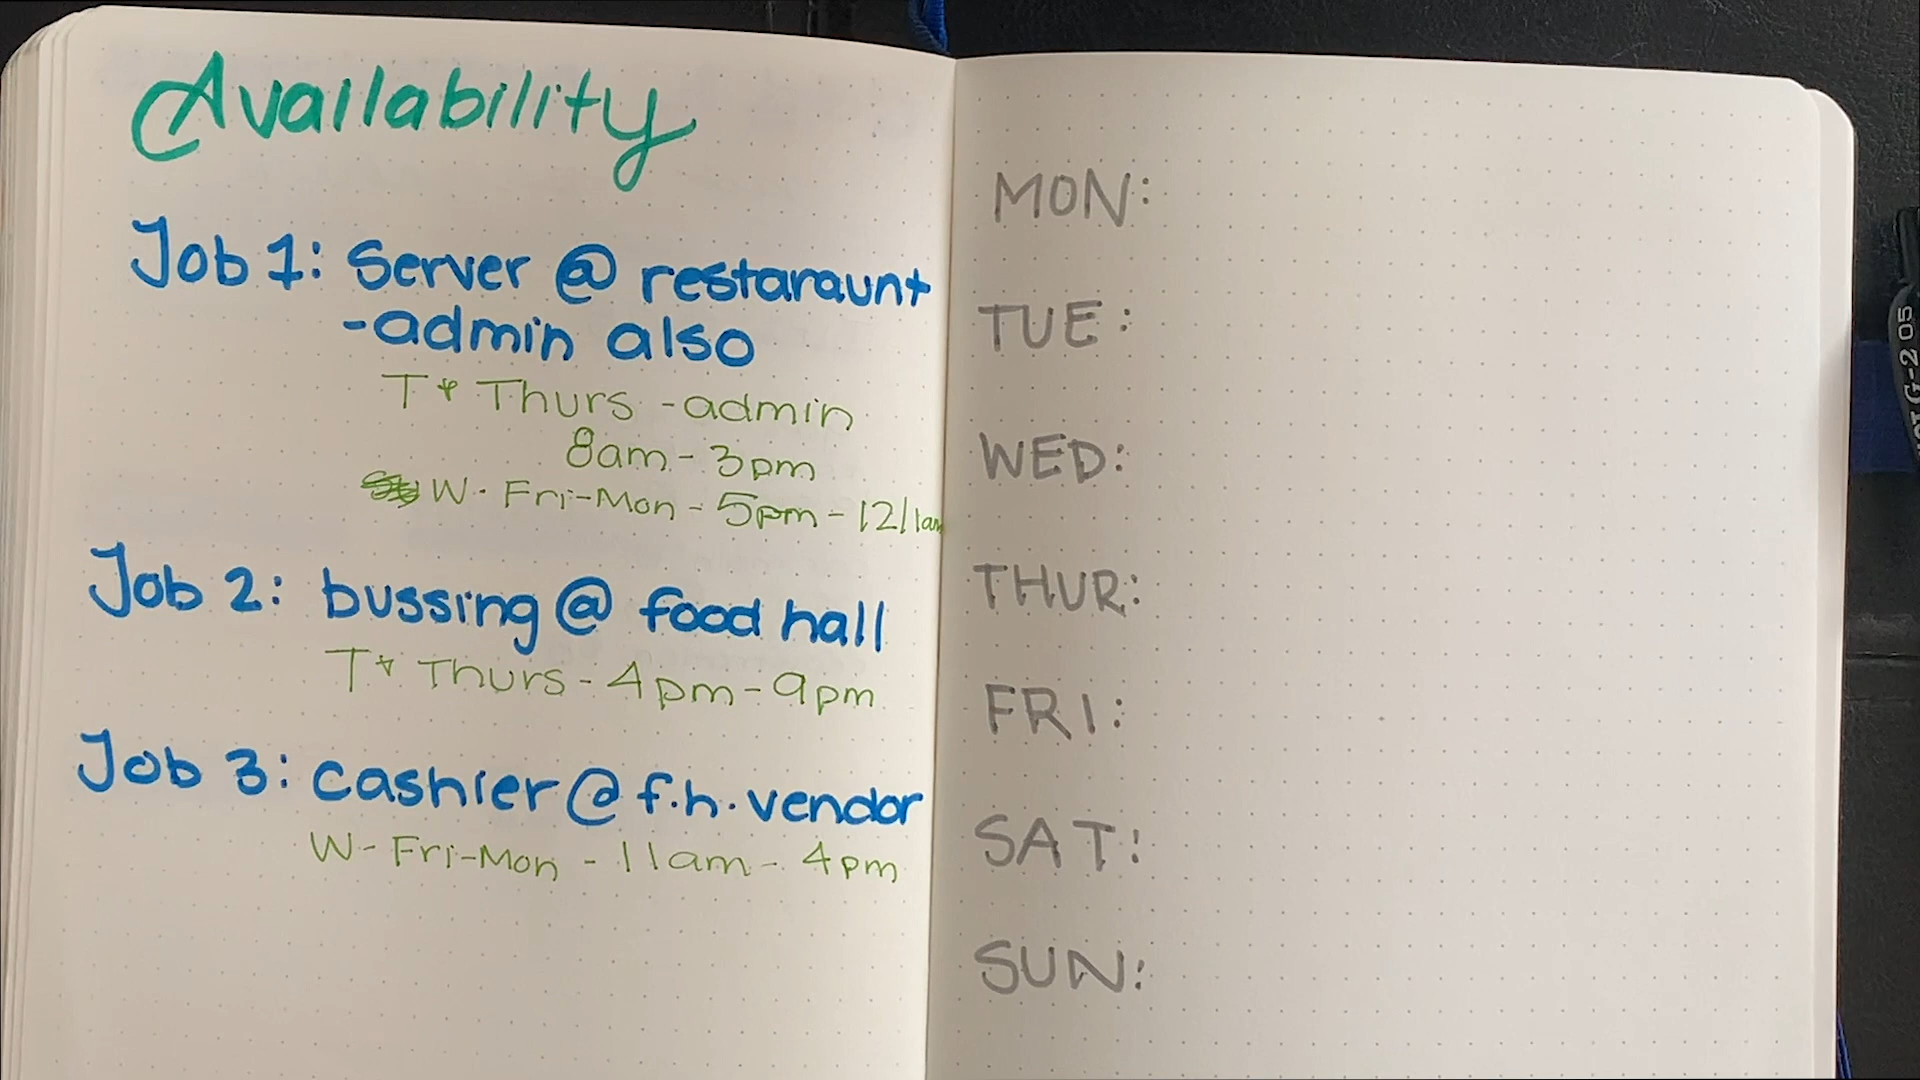 Availability
Job 1: Server @ restaraunt
-admin also
T & Thurs - admin
8am - 3pm
W - Fri-Mon - 5pm - 12/1am
Job 2: bussing @ food hall
T & Thurs - 4pm - 9pm
Job 3: cashier @ f.h. vendor
W - Fri-Mon - 11am - 4pm
MON:
TUE:
WED:
THUR:
FRI:
SAT:
SUN:
G-2 05